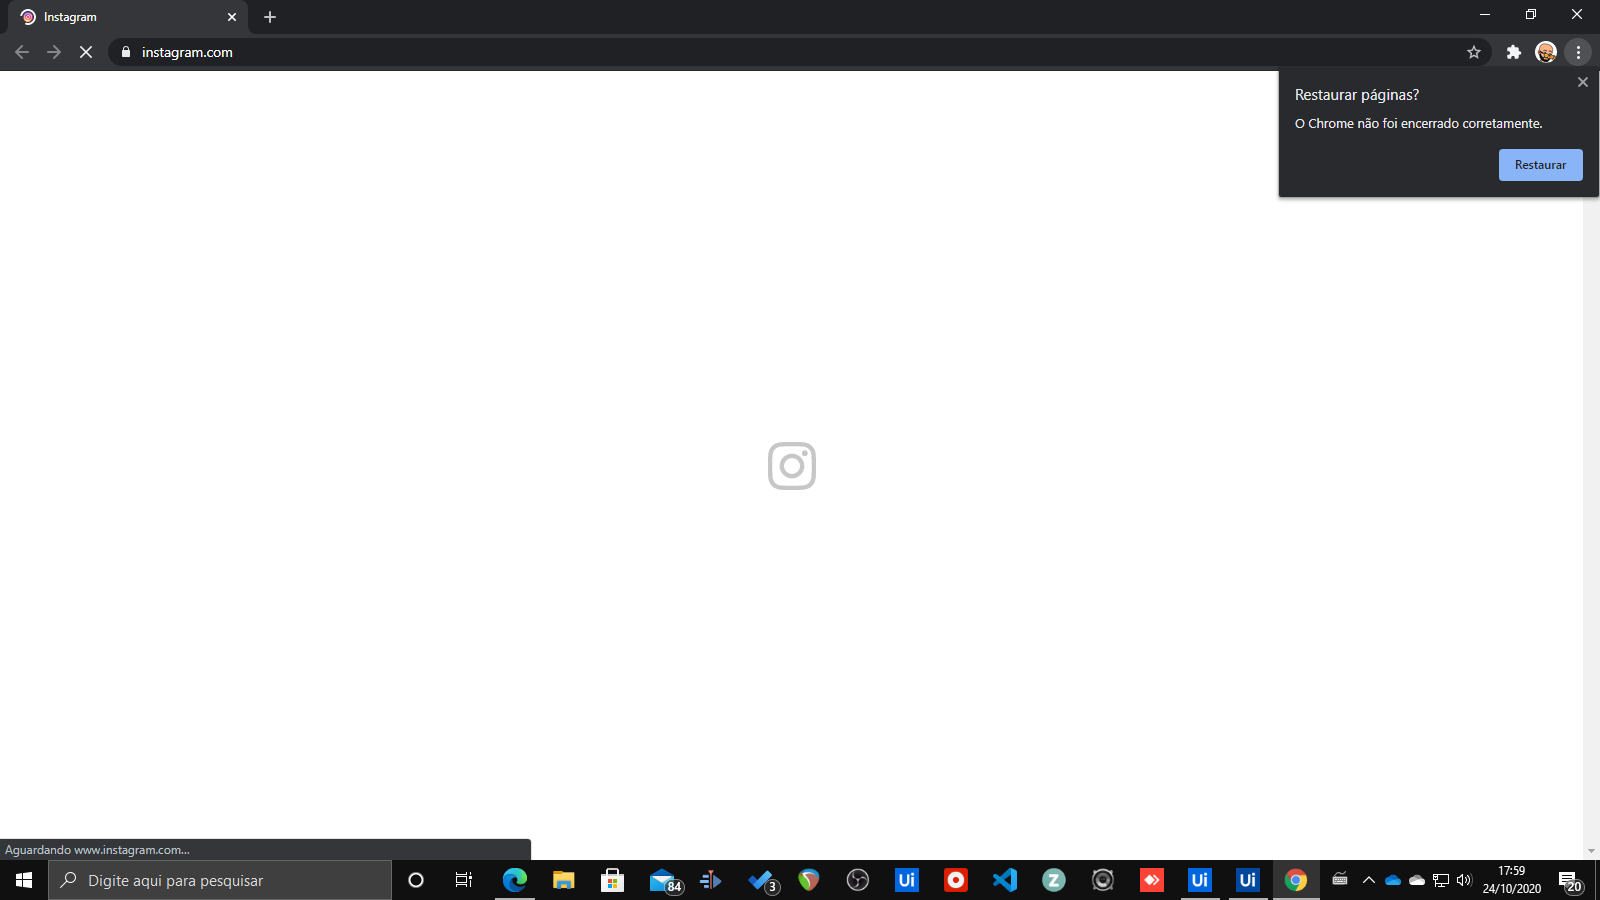 Instagram
instagram.com
Restaurar páginas?
O Chrome não foi encerrado corretamente.
Restaurar
Aguardando www.instagram.com...
Digite aqui para pesquisar
84
3
Ui
Z
Ui
Ui
17:59
24/10/2020
20